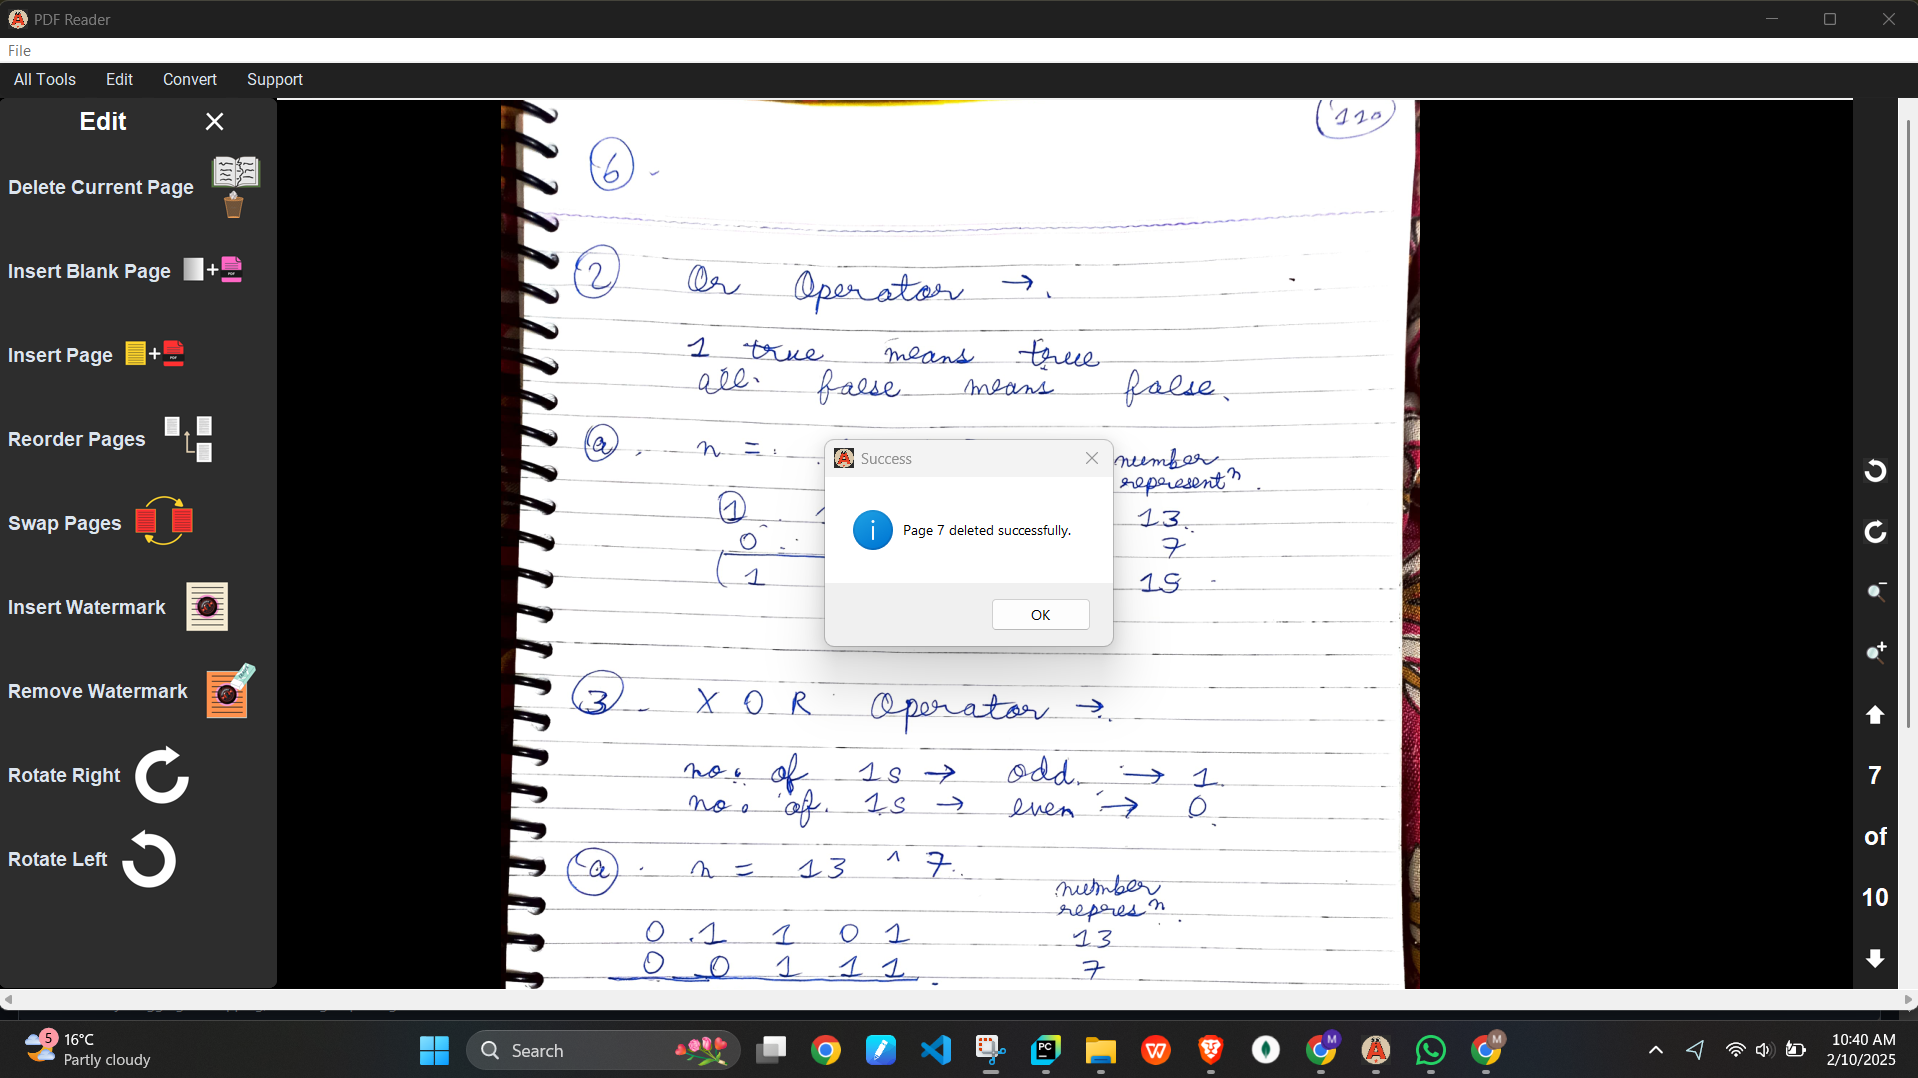 PDF Reader
File
All Tools Edit Convert Support
Edit
Delete Current Page
Insert Blank Page
Insert Page
Reorder Pages
Swap Pages
Insert Watermark
Remove Watermark
Rotate Right
Rotate Left
110
6 -
2 Or Operator → .
1 true means true
all false means false.
a . n = number
represent^n .
1 13
0 7
1 15
3 - XOR Operator →
no. of 1s → odd. → 1.
no. of. 1s → even → 0.
a . n = 13 ^ 7.
number
repres^n .
0 1 1 0 1 13
0 0 1 1 1 7
Success
Page 7 deleted successfully.
OK
7
of
10
5
16°C
Partly cloudy
Search
PC
M
M
10:40 AM
2/10/2025